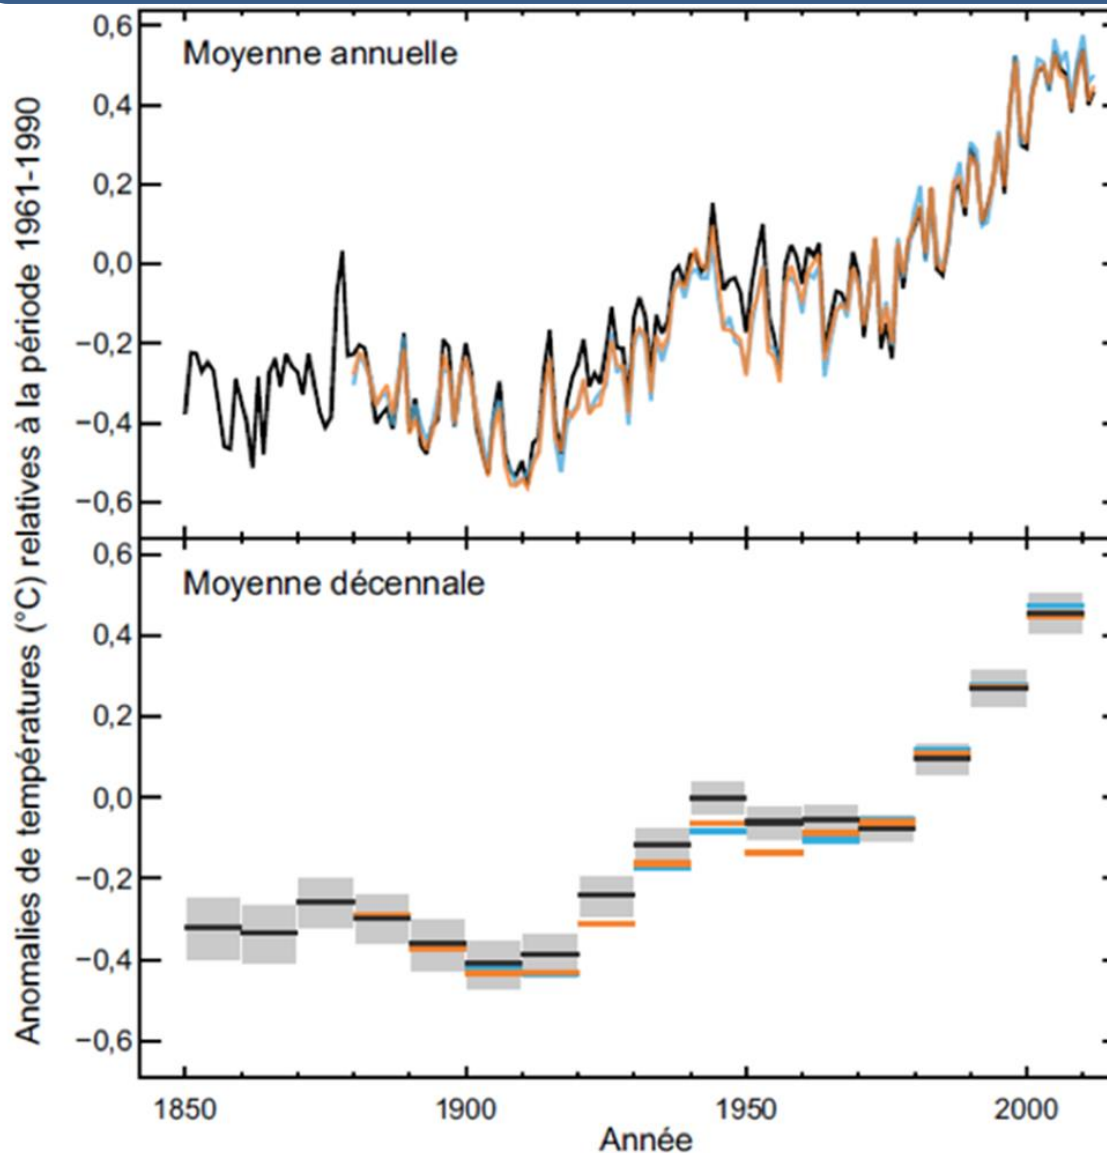 Anomalies de températures (°C) relatives à la période 1961-1990
Moyenne annuelle
0,6
0,4
0,2
0,0
−0,2
−0,4
−0,6
Moyenne décennale
0,6
0,4
0,2
0,0
−0,2
−0,4
−0,6
1850 1900 1950 2000
Année